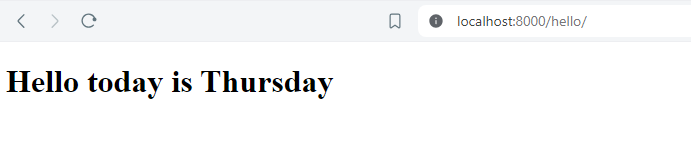 localhost:8000/hello/
Hello today is Thursday